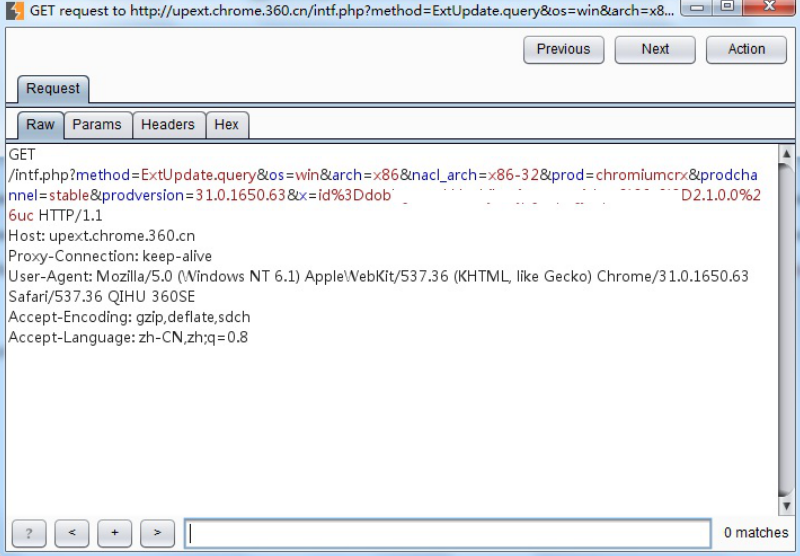 GET request to http://upext.chrome.360.cn/intf.php?method=ExtUpdate.query&os=win&arch=x8...
Previous Next Action
Request
Raw Params Headers Hex
GET
/intf.php?method=ExtUpdate.query&os=win&arch=x86&nacl_arch=x86-32&prod=chromiumcrx&prodcha
nnel=stable&prodversion=31.0.1650.63&x=id%3Ddob D2.1.0.0%2
6uc HTTP/1.1
Host: upext.chrome.360.cn
Proxy-Connection: keep-alive
User-Agent: Mozilla/5.0 (Windows NT 6.1) AppleWebKit/537.36 (KHTML, like Gecko) Chrome/31.0.1650.63
Safari/537.36 QIHU 360SE
Accept-Encoding: gzip,deflate,sdch
Accept-Language: zh-CN,zh;q=0.8
? < + > 0 matches